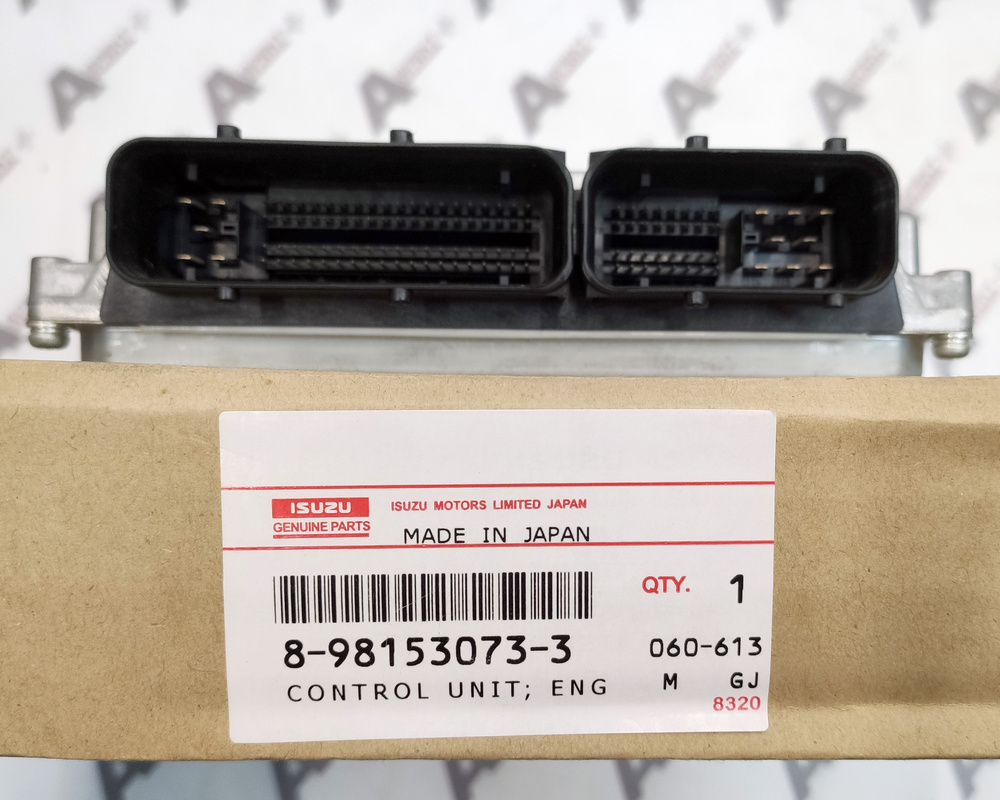 ISUZU
GENUINE PARTS
ISUZU MOTORS LIMITED JAPAN
MADE IN JAPAN
QTY. 1
8-98153073-3
060-613
CONTROL UNIT; ENG
M GJ
8320